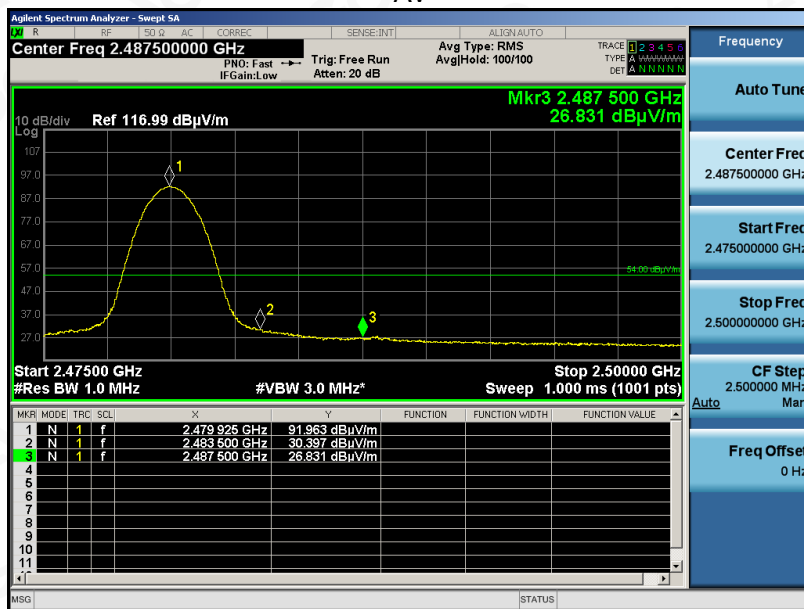 Agilent Spectrum Analyzer - Swept SA
LXI R RF 50 Ω AC CORREC SENSE:INT ALIGN AUTO
Center Freq 2.487500000 GHz
PNO: Fast
IFGain:Low
Trig: Free Run
Atten: 20 dB
Avg Type: RMS
Avg|Hold: 100/100
TRACE 1 2 3 4 5 6
TYPE A
DET A N N N N N
Mkr3 2.487 500 GHz
26.831 dBµV/m
10 dB/div Ref 116.99 dBµV/m
Log
107
97.0
87.0
77.0
67.0
57.0
47.0
37.0
27.0
1
2
3
54.00 dBµV/m
Start 2.47500 GHz Stop 2.50000 GHz
#Res BW 1.0 MHz #VBW 3.0 MHz* Sweep 1.000 ms (1001 pts)
MKR MODE TRC SCL X Y FUNCTION FUNCTION WIDTH FUNCTION VALUE
1 N 1 f 2.479 925 GHz 91.963 dBµV/m
2 N 1 f 2.483 500 GHz 30.397 dBµV/m
3 N 1 f 2.487 500 GHz 26.831 dBµV/m
4
5
6
7
8
9
10
11
MSG STATUS
Frequency
Auto Tune
Center Freq
2.487500000 GHz
Start Freq
2.475000000 GHz
Stop Freq
2.500000000 GHz
CF Step
2.500000 MHz
Auto Man
Freq Offset
0 Hz